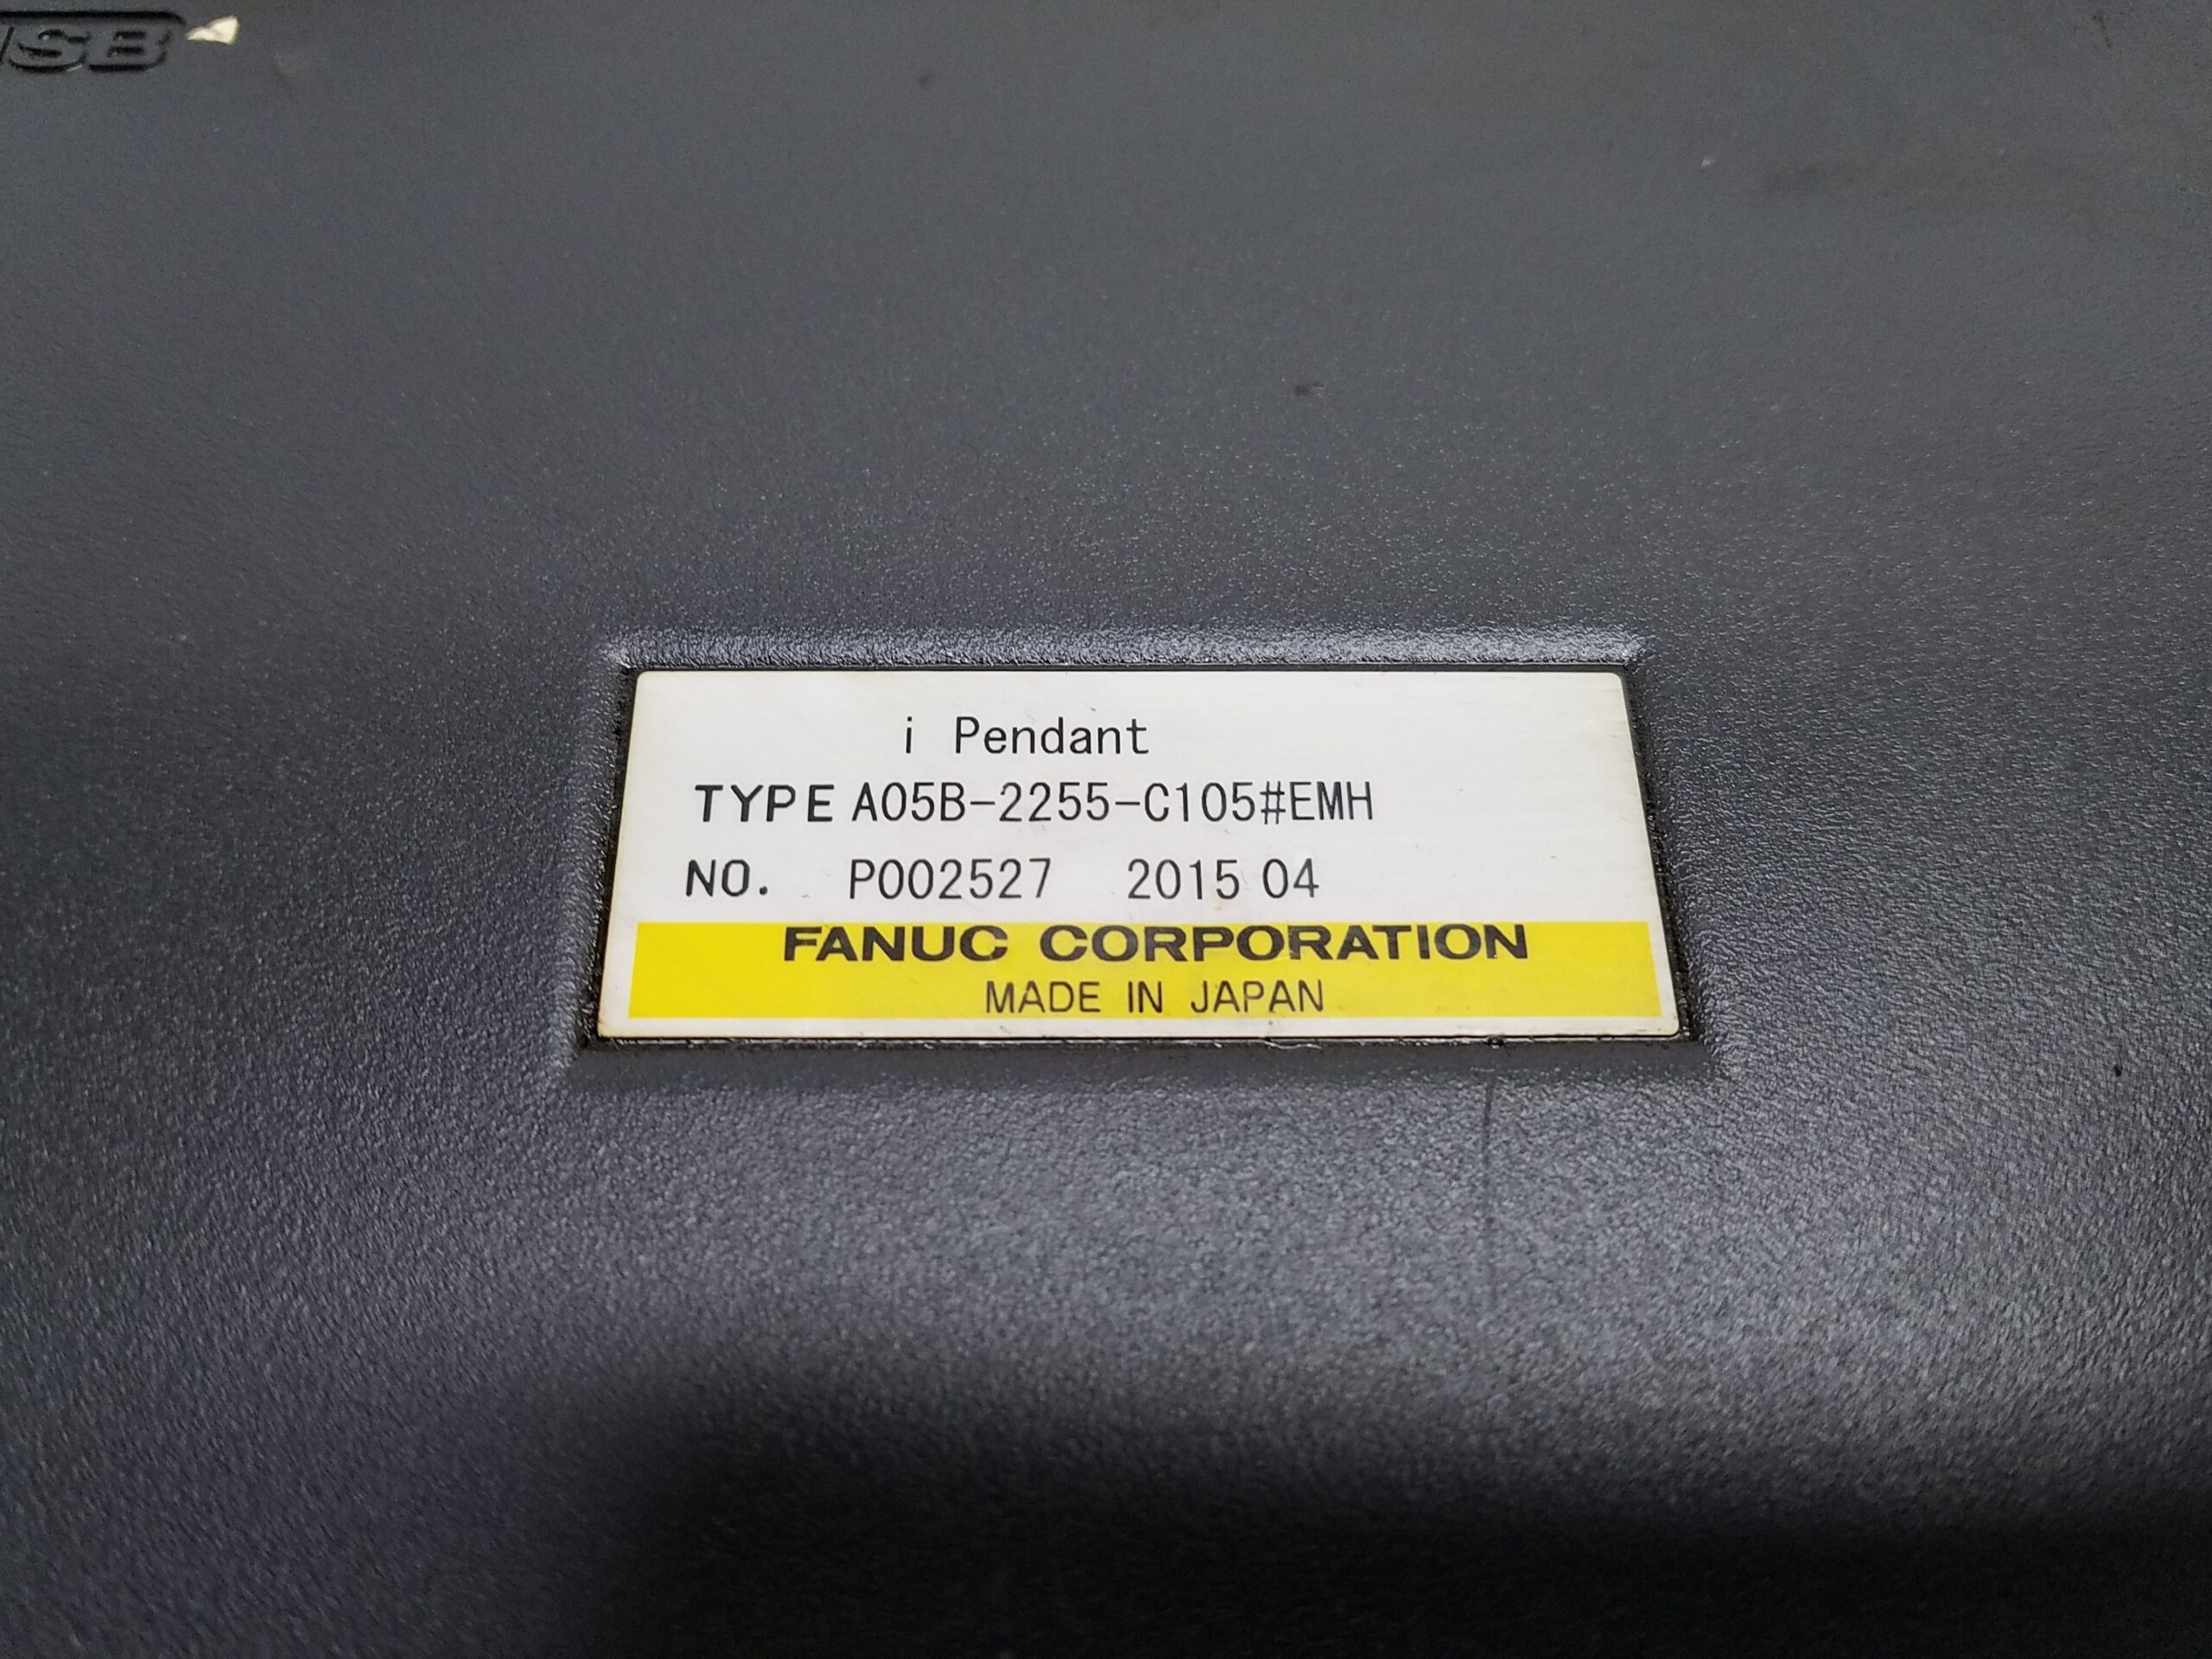 USB
i Pendant
TYPE A05B-2255-C105#EMH
NO. P002527 2015 04
FANUC CORPORATION
MADE IN JAPAN